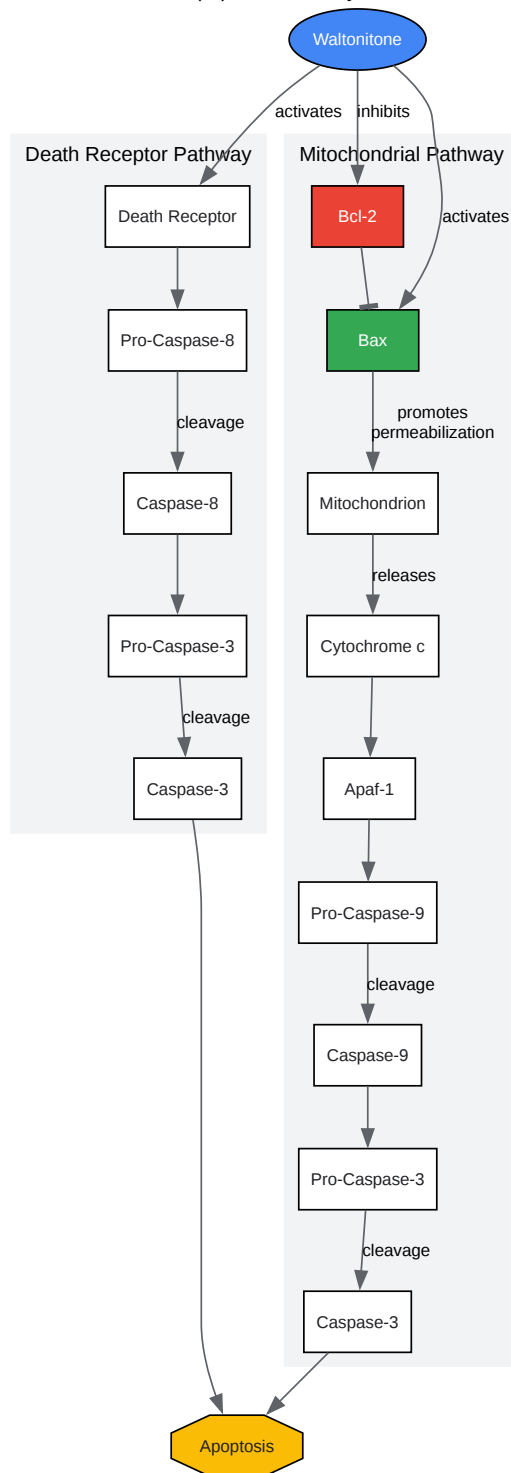 Waltonitone
activates
inhibits
Death Receptor Pathway
Mitochondrial Pathway
Death Receptor
Bcl-2
activates
Pro-Caspase-8
Bax
cleavage
promotes
permeabilization
Caspase-8
Mitochondrion
releases
Pro-Caspase-3
Cytochrome c
cleavage
Caspase-3
Apaf-1
Pro-Caspase-9
cleavage
Caspase-9
Pro-Caspase-3
cleavage
Caspase-3
Apoptosis